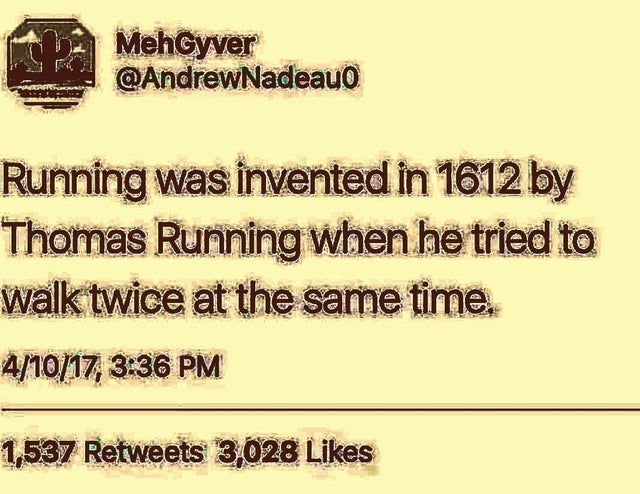 MehGyver
@AndrewNadeau0
Running was invented in 1612 by
Thomas Running when he tried to
walk twice at the same time.
4/10/17, 3:36 PM
1,537 Retweets 3,028 Likes